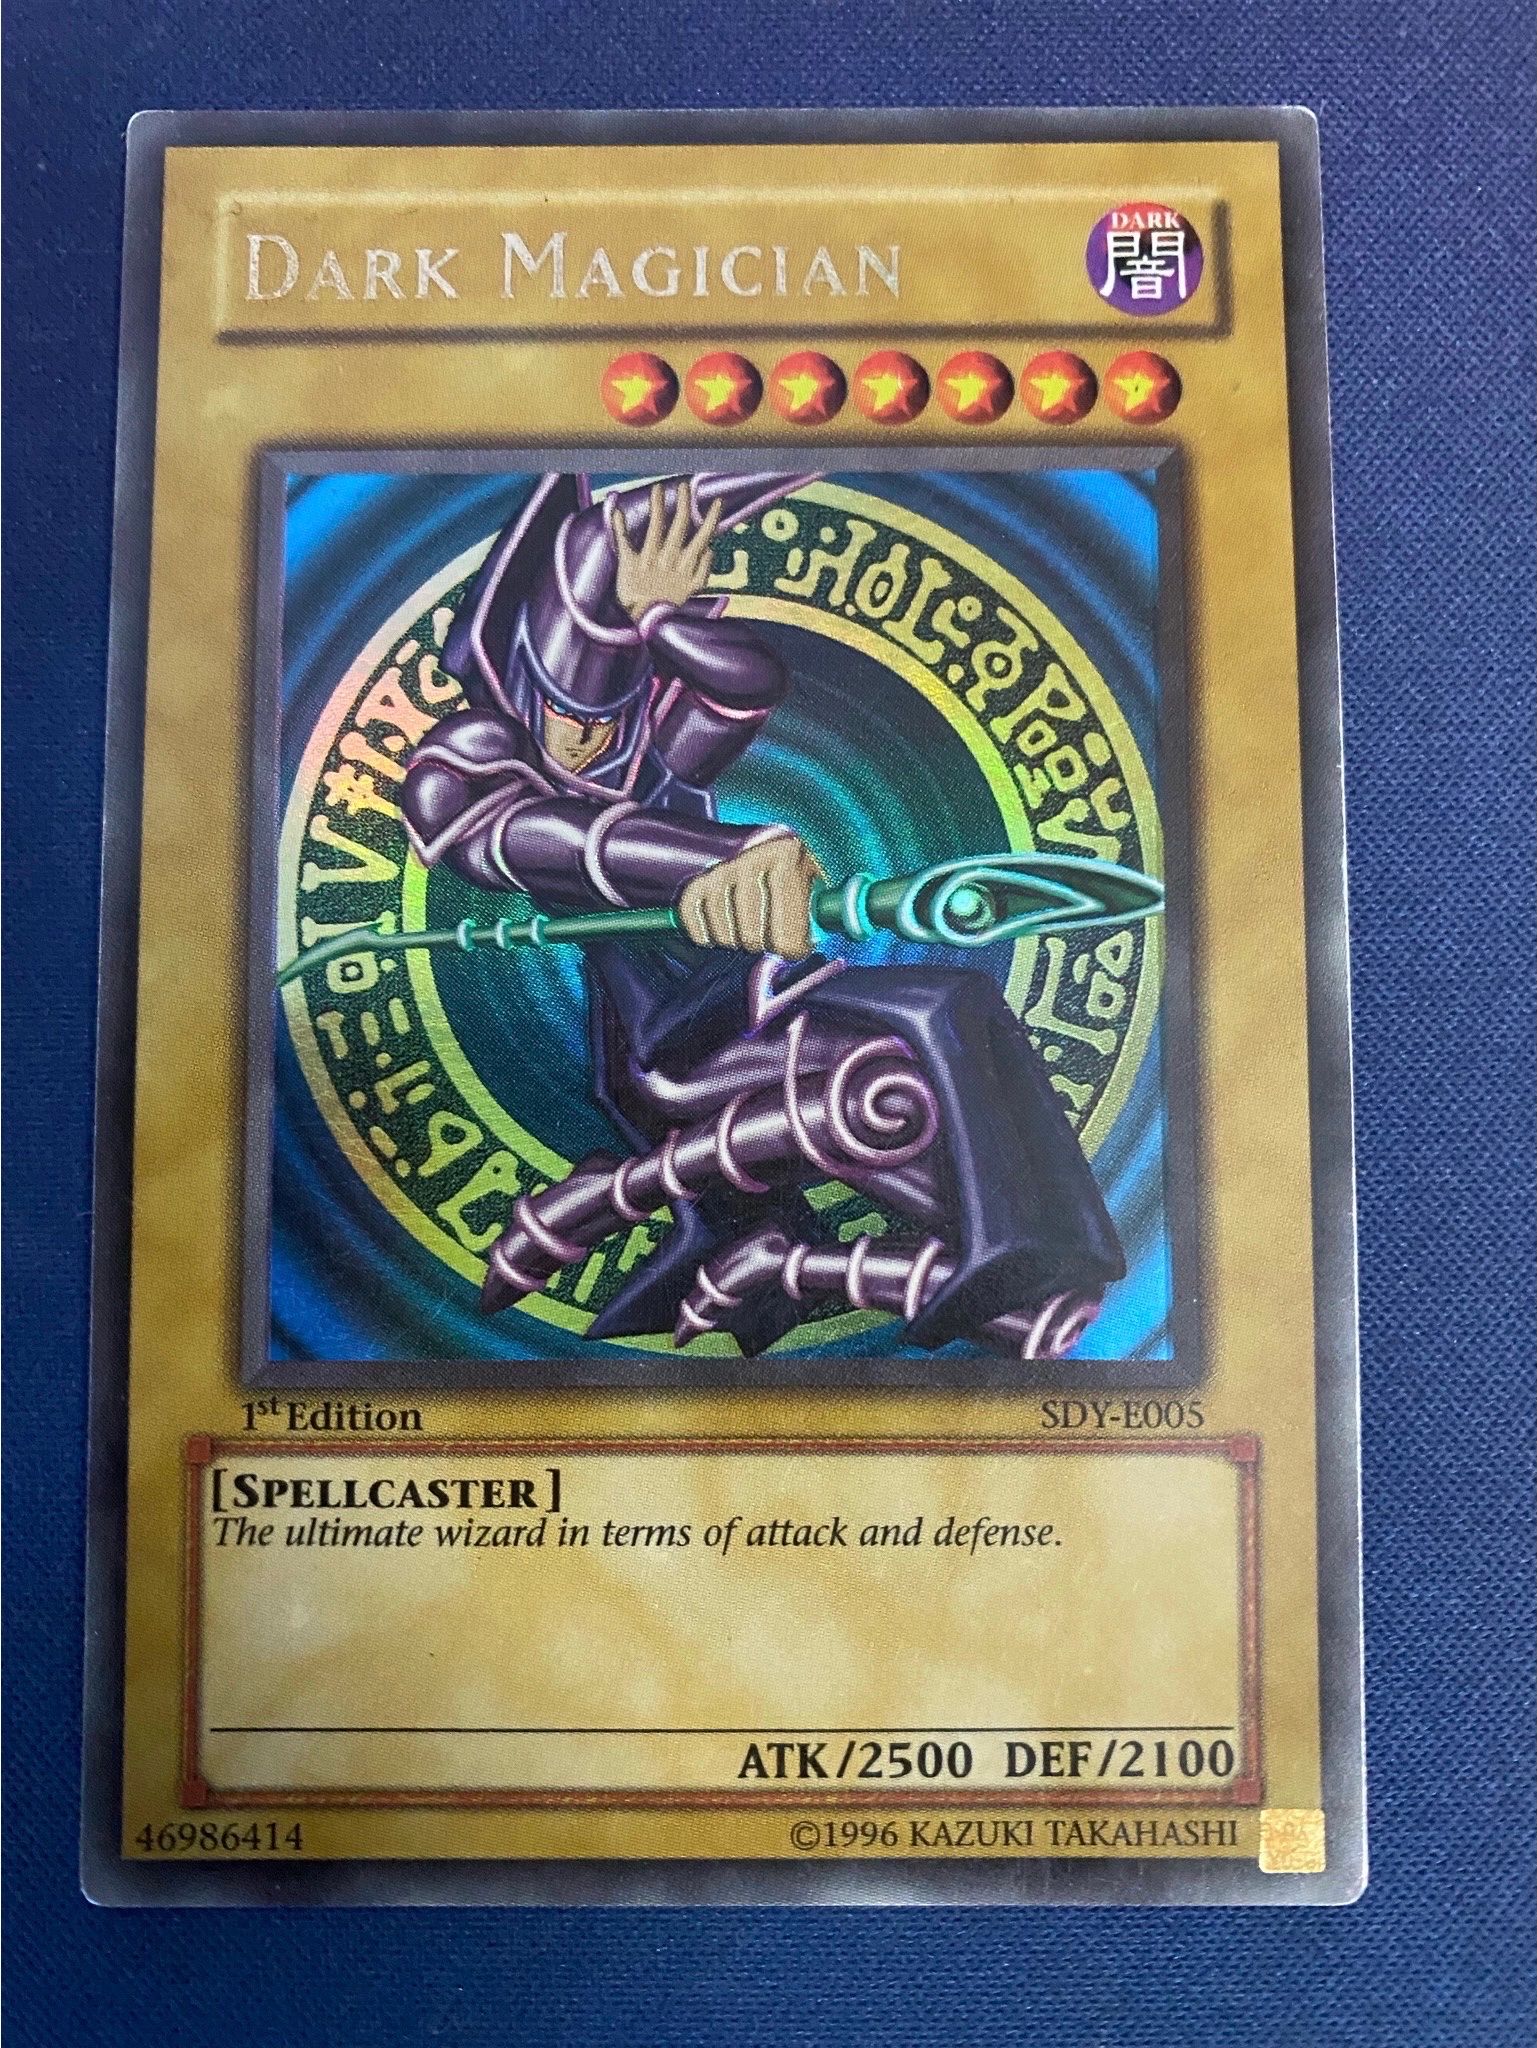 DARK MAGICIAN
DARK
闇
1st Edition
SDY-E005
[SPELLCASTER]
The ultimate wizard in terms of attack and defense.
ATK/2500 DEF/2100
46986414
©1996 KAZUKI TAKAHASHI